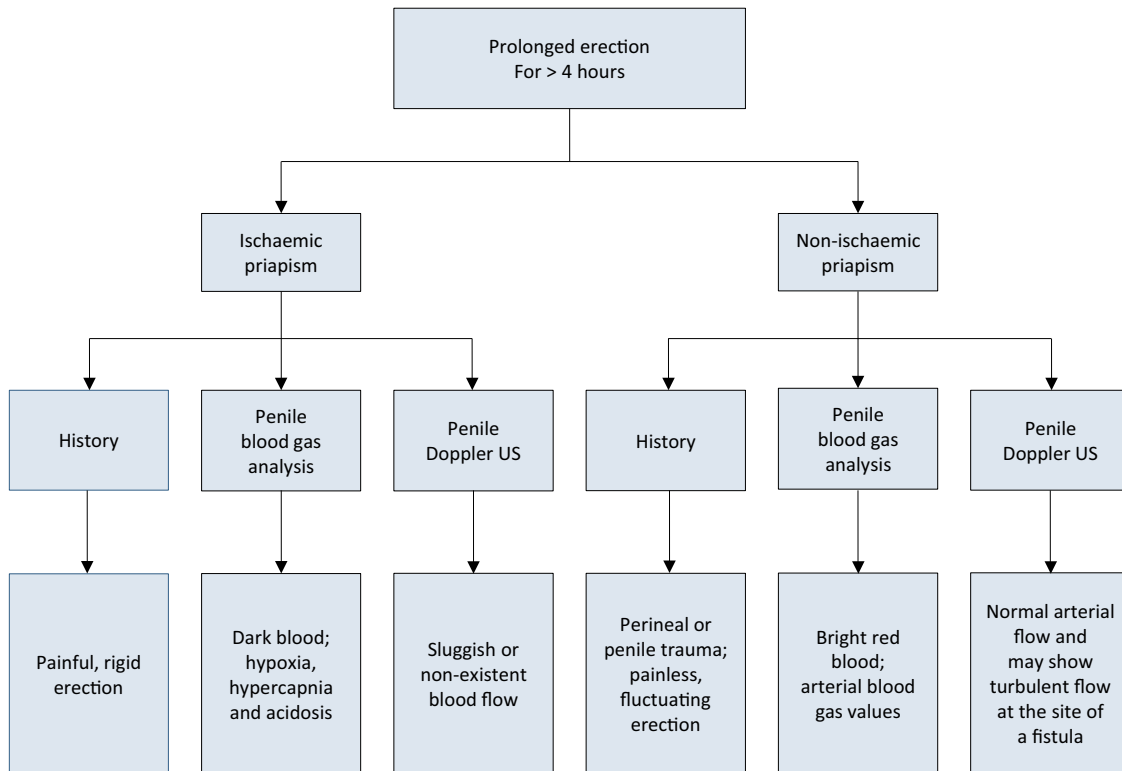 Prolonged erection
For > 4 hours
Ischaemic
priapism
Non-ischaemic
priapism
History
Penile
blood gas
analysis
Penile
Doppler US
History
Penile
blood gas
analysis
Penile
Doppler US
Painful, rigid
erection
Dark blood;
hypoxia,
hypercapnia
and acidosis
Sluggish or
non-existent
blood flow
Perineal or
penile trauma;
painless,
fluctuating
erection
Bright red
blood;
arterial blood
gas values
Normal arterial
flow and
may show
turbulent flow
at the site of
a fistula